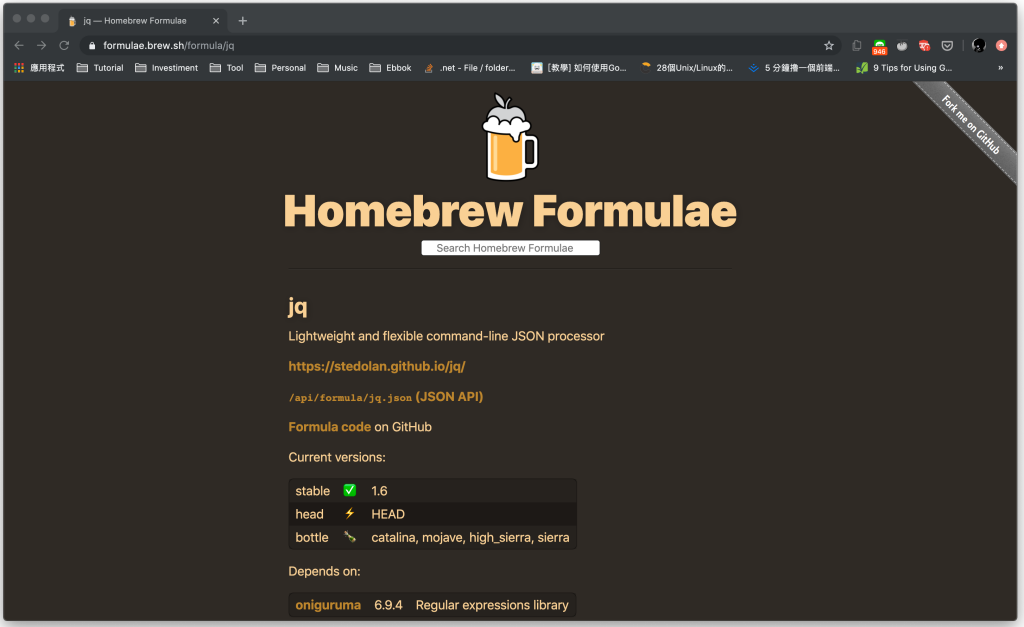 jq — Homebrew Formulae
formulae.brew.sh/formula/jq
946
應用程式 Tutorial Investiment Tool Personal Music Ebbok .net - File / folder... [教學] 如何使用Go... 28個Unix/Linux的... 5 分鐘擼一個前端... 9 Tips for Using G... »
Fork me on GitHub
Homebrew Formulae
Search Homebrew Formulae
jq
Lightweight and flexible command-line JSON processor
https://stedolan.github.io/jq/
/api/formula/jq.json (JSON API)
Formula code on GitHub
Current versions:
stable ✅ 1.6
head ⚡ HEAD
bottle 🍾 catalina, mojave, high_sierra, sierra
Depends on:
oniguruma 6.9.4 Regular expressions library